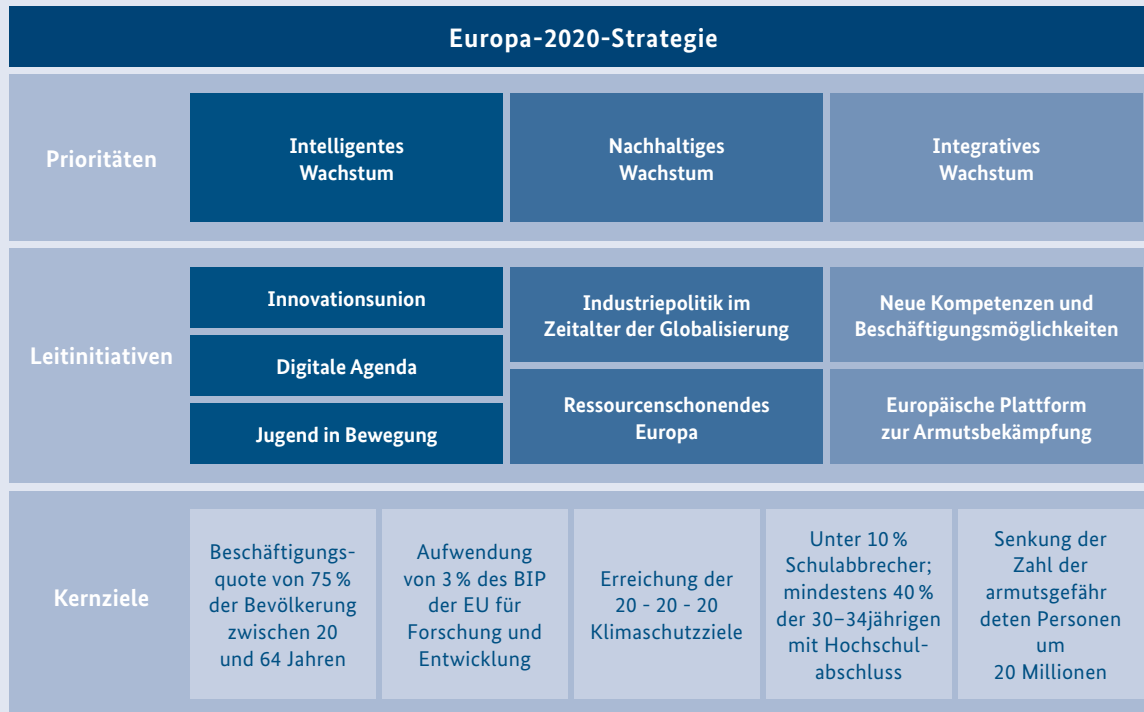 Europa-2020-Strategie
Prioritäten
Intelligentes
Wachstum
Nachhaltiges
Wachstum
Integratives
Wachstum
Leitinitiativen
Innovationsunion
Digitale Agenda
Jugend in Bewegung
Industriepolitik im
Zeitalter der Globalisierung
Ressourcenschonendes
Europa
Neue Kompetenzen und
Beschäftigungsmöglichkeiten
Europäische Plattform
zur Armutsbekämpfung
Kernziele
Beschäftigungs-
quote von 75 %
der Bevölkerung
zwischen 20
und 64 Jahren
Aufwendung
von 3 % des BIP
der EU für
Forschung und
Entwicklung
Erreichung der
20 - 20 - 20
Klimaschutzziele
Unter 10 %
Schulabbrecher;
mindestens 40 %
der 30–34jährigen
mit Hochschul-
abschluss
Senkung der
Zahl der
armutsgefähr
deten Personen
um
20 Millionen